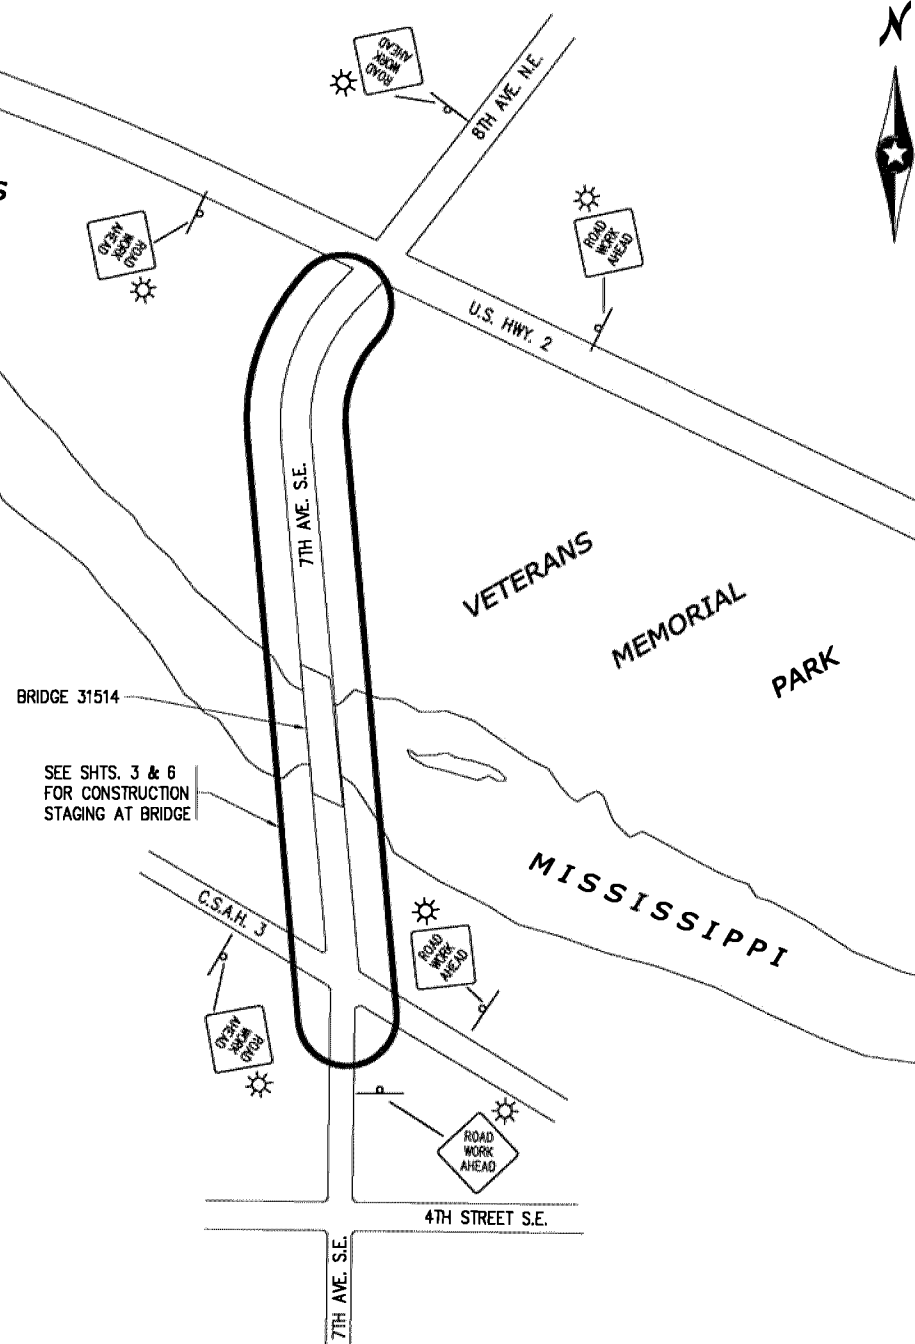 N
ROAD
WORK
AHEAD
8TH AVE. N.E.
S
ROAD
WORK
AHEAD
ROAD
WORK
AHEAD
U.S. HWY. 2
7TH AVE. S.E.
VETERANS
MEMORIAL
PARK
BRIDGE 31514
SEE SHTS. 3 & 6
FOR CONSTRUCTION
STAGING AT BRIDGE
MISSISSIPPI
C.S.A.H. 3
ROAD
WORK
AHEAD
ROAD
WORK
AHEAD
ROAD
WORK
AHEAD
4TH STREET S.E.
7TH AVE. S.E.